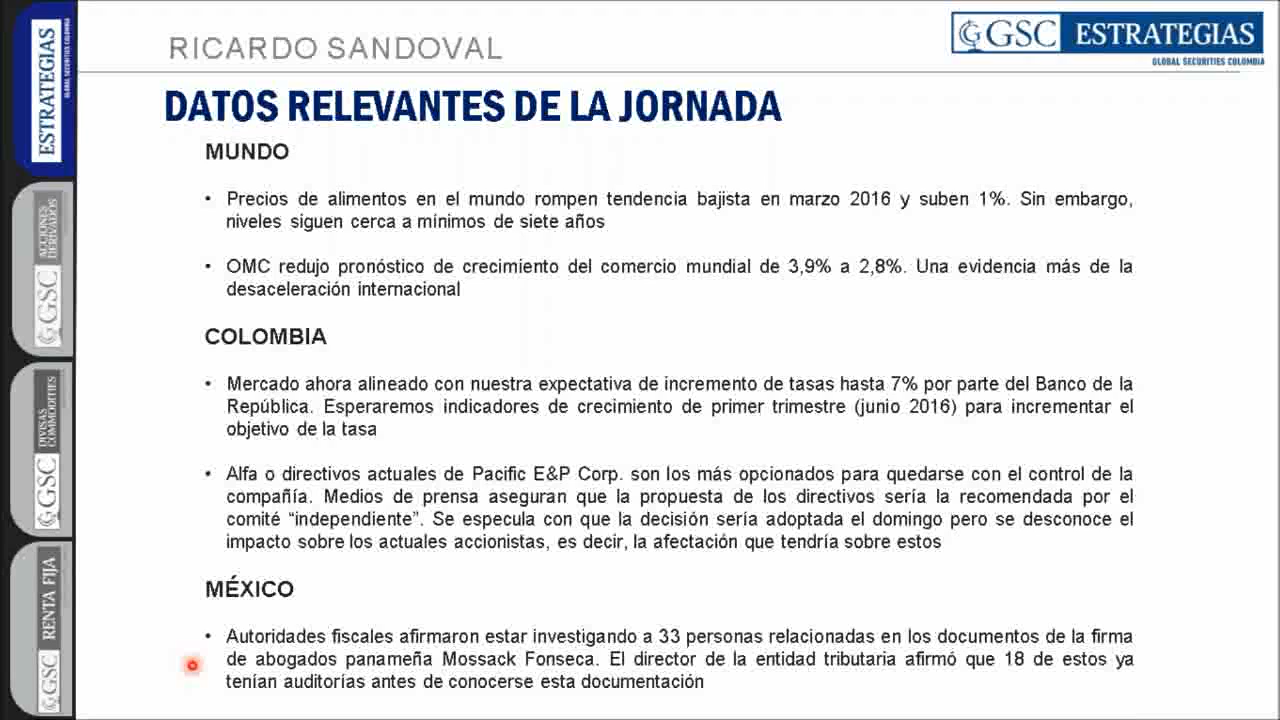 RICARDO SANDOVAL
GSC ESTRATEGIAS
GLOBAL SECURITIES COLOMBIA
DATOS RELEVANTES DE LA JORNADA
MUNDO
• Precios de alimentos en el mundo rompen tendencia bajista en marzo 2016 y suben 1%. Sin embargo,
niveles siguen cerca a mínimos de siete años
• OMC redujo pronóstico de crecimiento del comercio mundial de 3,9% a 2,8%. Una evidencia más de la
desaceleración internacional
COLOMBIA
• Mercado ahora alineado con nuestra expectativa de incremento de tasas hasta 7% por parte del Banco de la
República. Esperaremos indicadores de crecimiento de primer trimestre (junio 2016) para incrementar el
objetivo de la tasa
• Alfa o directivos actuales de Pacific E&P Corp. son los más opcionados para quedarse con el control de la
compañía. Medios de prensa aseguran que la propuesta de los directivos sería la recomendada por el
comité “independiente”. Se especula con que la decisión sería adoptada el domingo pero se desconoce el
impacto sobre los actuales accionistas, es decir, la afectación que tendría sobre estos
MÉXICO
• Autoridades fiscales afirmaron estar investigando a 33 personas relacionadas en los documentos de la firma
de abogados panameña Mossack Fonseca. El director de la entidad tributaria afirmó que 18 de estos ya
tenían auditorías antes de conocerse esta documentación
ESTRATEGIAS
GLOBAL SECURITIES COLOMBIA
GSC
ACCIONES
DERIVADOS
GSC
DIVISAS
COMMODITIES
GSC
RENTA FIJA